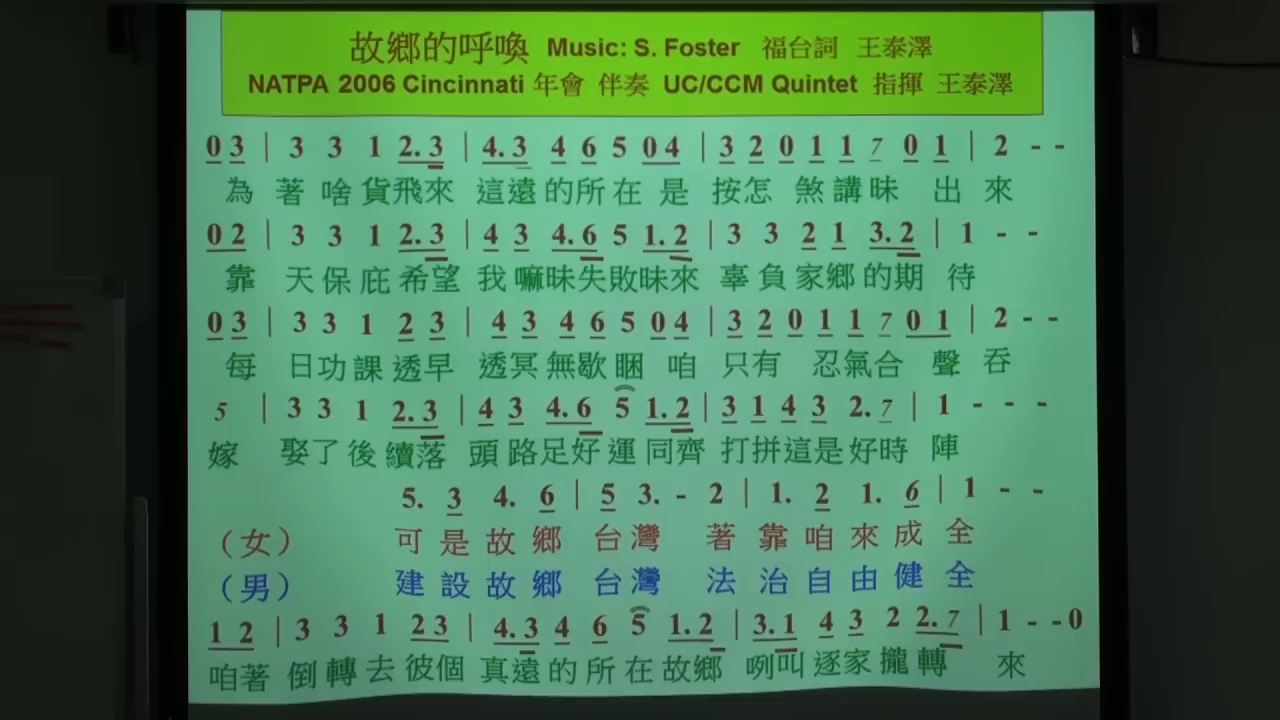 故鄉的呼喚 Music: S. Foster 福台詞 王泰澤
NATPA 2006 Cincinnati 年會 伴奏 UC/CCM Quintet 指揮 王泰澤
0 3 | 3 3 1 2. 3 | 4. 3 4 6 5 0 4 | 3 2 0 1 1 7 0 1 | 2 - -
為 著 啥 貨 飛 來 這 遠 的 所 在 是 按 怎 煞 講 昧 出 來
0 2 | 3 3 1 2. 3 | 4 3 4. 6 5 1. 2 | 3 3 2 1 3. 2 | 1 - -
靠 天 保 庇 希 望 我 嘛 昧 失 敗 昧 來 辜 負 家 鄉 的 期 待
0 3 | 3 3 1 2 3 | 4 3 4 6 5 0 4 | 3 2 0 1 1 7 0 1 | 2 - -
每 日 功 課 透 早 透 冥 無 歇 睏 咱 只 有 忍 氣 合 聲 吞
5 | 3 3 1 2. 3 | 4 3 4. 6 5 1. 2 | 3 1 4 3 2. 7 | 1 - - -
嫁 娶 了 後 續 落 頭 路 足 好 運 同 齊 打 拼 這 是 好 時 陣
5. 3 4. 6 | 5 3. - 2 | 1. 2 1. 6 | 1 - -
（女） 可 是 故 鄉 台 灣 著 靠 咱 來 成 全
（男） 建 設 故 鄉 台 灣 法 治 自 由 健 全
1 2 | 3 3 1 2 3 | 4. 3 4 6 5 1. 2 | 3. 1 4 3 2 2. 7 | 1 - - 0
咱 著 倒 轉 去 彼 個 真 遠 的 所 在 故 鄉 咧 叫 逐 家 攏 轉 來